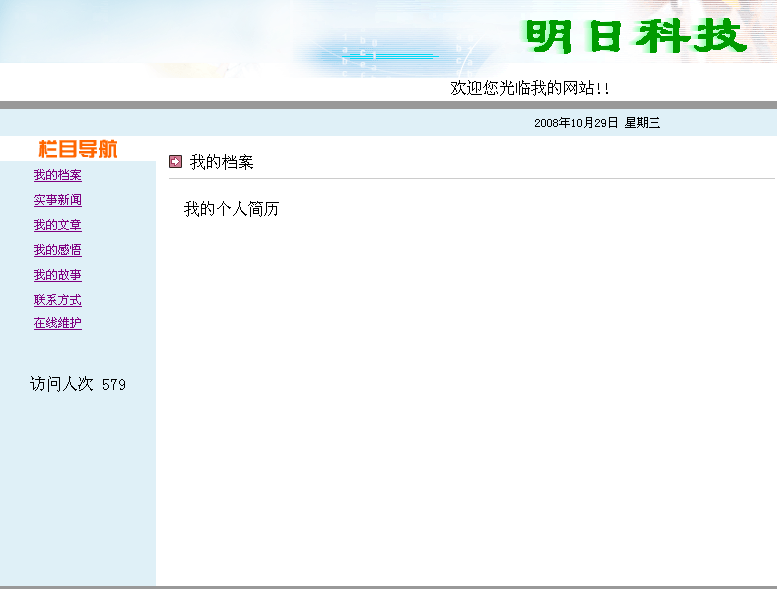 明日科技
欢迎您光临我的网站!!
2008年10月29日 星期三
栏目导航
我的档案
实事新闻
我的文章
我的感悟
我的故事
联系方式
在线维护
访问人次 579
我的档案
我的个人简历